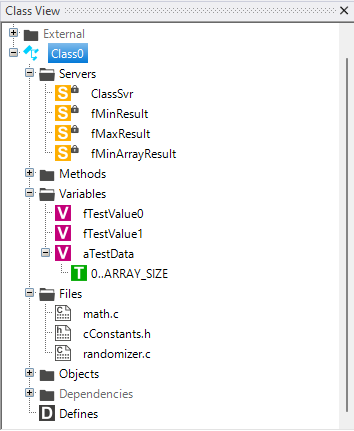 Class View
External
Class0
Servers
S ClassSvr
S fMinResult
S fMaxResult
S fMinArrayResult
Methods
Variables
V fTestValue0
V fTestValue1
V aTestData
T 0..ARRAY_SIZE
Files
C math.c
h cConstants.h
C randomizer.c
Objects
Dependencies
D Defines